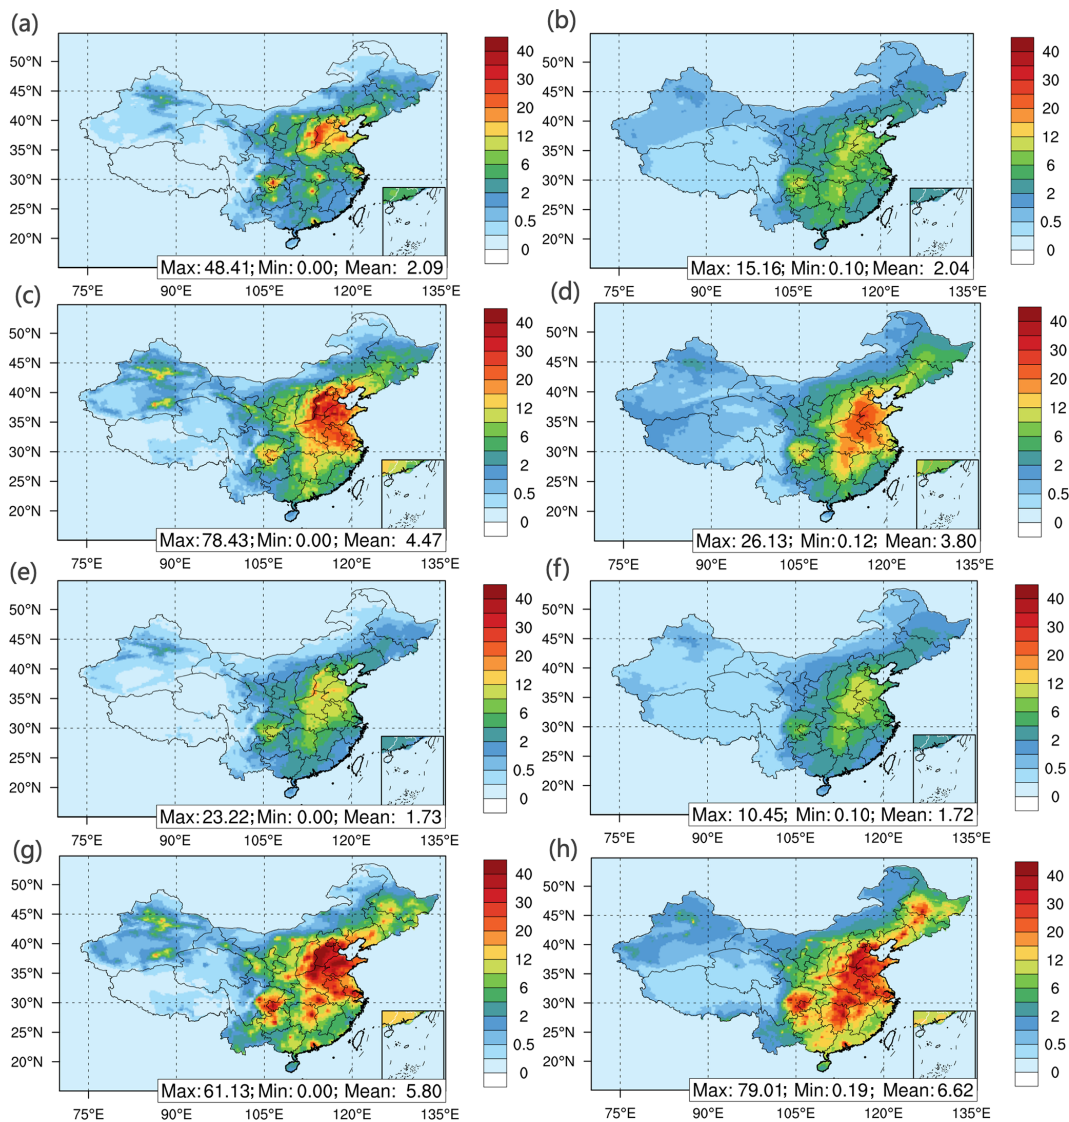 (a)
(b)
50°N
45°N
40°N
35°N
30°N
25°N
20°N
40
30
20
12
6
2
0.5
0
50°N
45°N
40°N
35°N
30°N
25°N
20°N
40
30
20
12
6
2
0.5
0
Max: 48.41; Min: 0.00; Mean: 2.09
Max: 15.16; Min: 0.10; Mean: 2.04
75°E 90°E 105°E 120°E 135°E
75°E 90°E 105°E 120°E 135°E
(c)
(d)
50°N
45°N
40°N
35°N
30°N
25°N
20°N
40
30
20
12
6
2
0.5
0
50°N
45°N
40°N
35°N
30°N
25°N
20°N
40
30
20
12
6
2
0.5
0
Max: 78.43; Min: 0.00; Mean: 4.47
Max: 26.13; Min: 0.12; Mean: 3.80
75°E 90°E 105°E 120°E 135°E
75°E 90°E 105°E 120°E 135°E
(e)
(f)
50°N
45°N
40°N
35°N
30°N
25°N
20°N
40
30
20
12
6
2
0.5
0
50°N
45°N
40°N
35°N
30°N
25°N
20°N
40
30
20
12
6
2
0.5
0
Max: 23.22; Min: 0.00; Mean: 1.73
Max: 10.45; Min: 0.10; Mean: 1.72
75°E 90°E 105°E 120°E 135°E
75°E 90°E 105°E 120°E 135°E
(g)
(h)
50°N
45°N
40°N
35°N
30°N
25°N
20°N
40
30
20
12
6
2
0.5
0
50°N
45°N
40°N
35°N
30°N
25°N
20°N
40
30
20
12
6
2
0.5
0
Max: 61.13; Min: 0.00; Mean: 5.80
Max: 79.01; Min: 0.19; Mean: 6.62
75°E 90°E 105°E 120°E 135°E
75°E 90°E 105°E 120°E 135°E